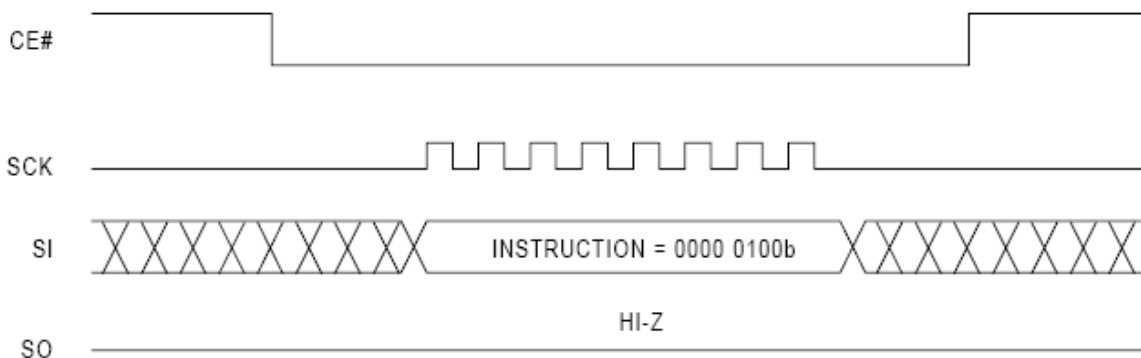 CE#
SCK
SI
INSTRUCTION = 0000 0100b
HI-Z
SO